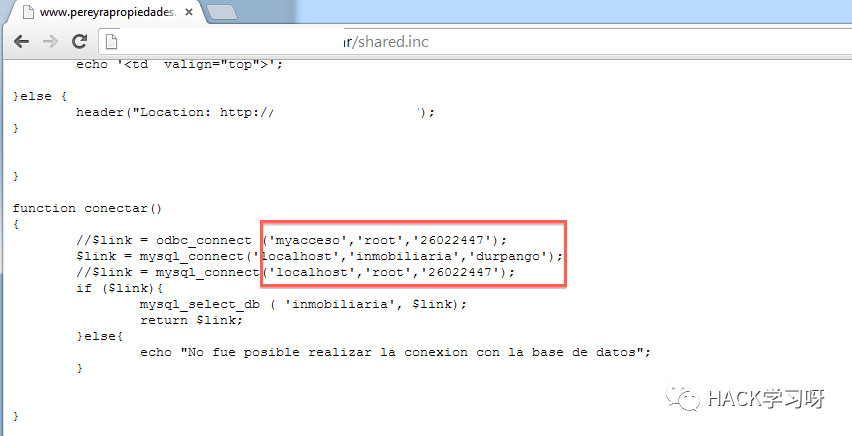 www.pereyrapropiedades.
ar/shared.inc
echo '<td valign="top">';
}else {
header("Location: http:/ ');
}
}
function conectar()
{
//$link = odbc_connect ('myacceso','root','26022447');
$link = mysql_connect('localhost','inmobiliaria','durpango');
//$link = mysql_connect('localhost','root','26022447');
if ($link){
mysql_select_db ( 'inmobiliaria', $link);
return $link;
}else{
echo "No fue posible realizar la conexion con la base de datos";
}
}
HACK学习呀